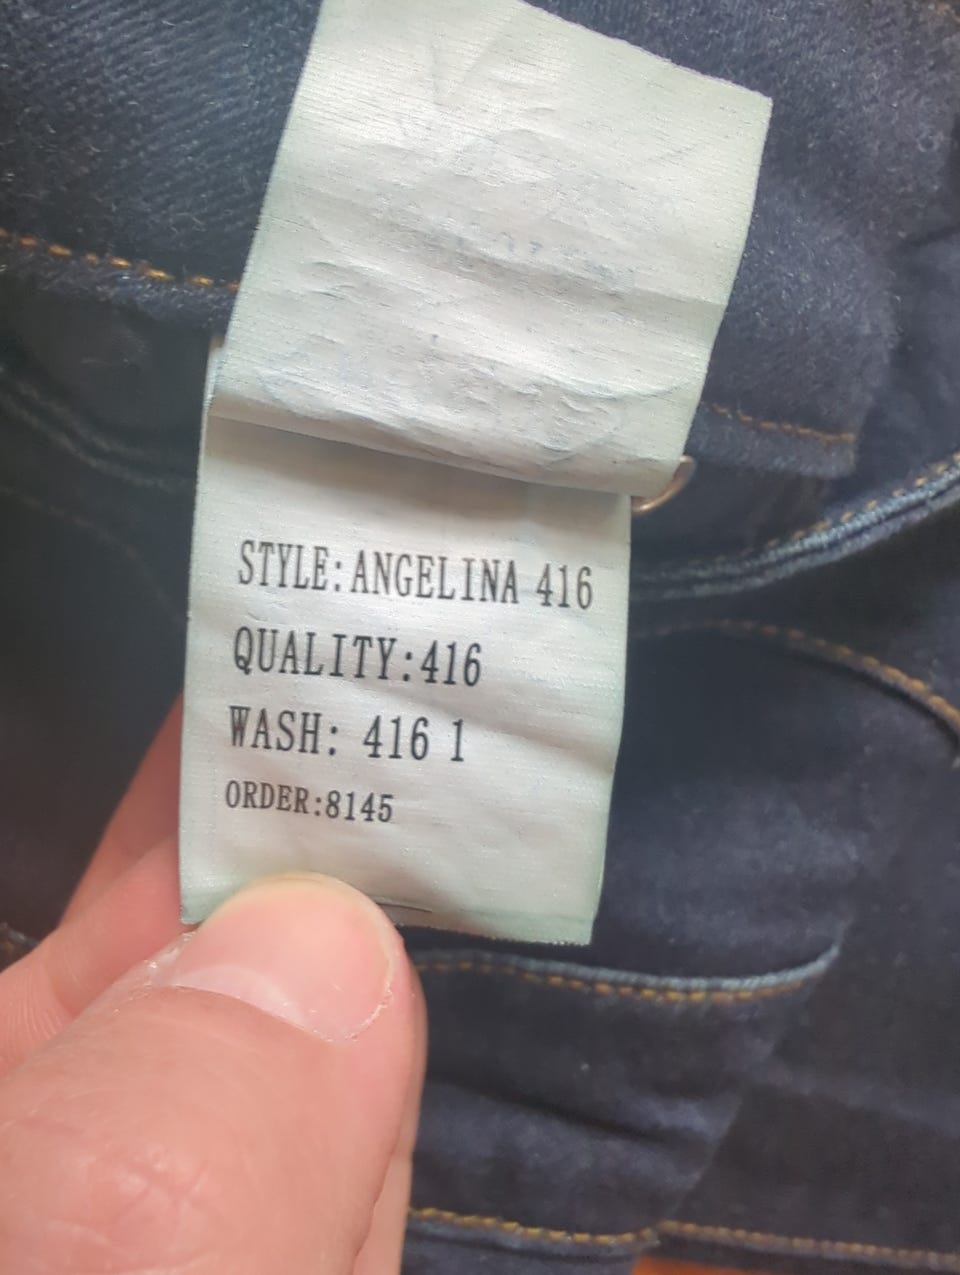 STYLE:ANGELINA 416
QUALITY:416
WASH: 416 1
ORDER:8145